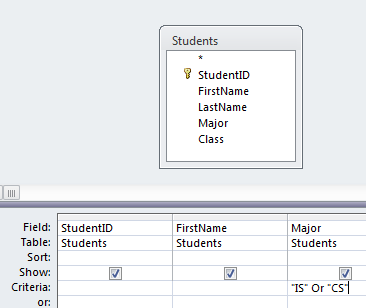 Students
*
StudentID
FirstName
LastName
Major
Class
Field: StudentID FirstName Major
Table: Students Students Students
Sort:
Show:
Criteria: "IS" Or "CS"
or: